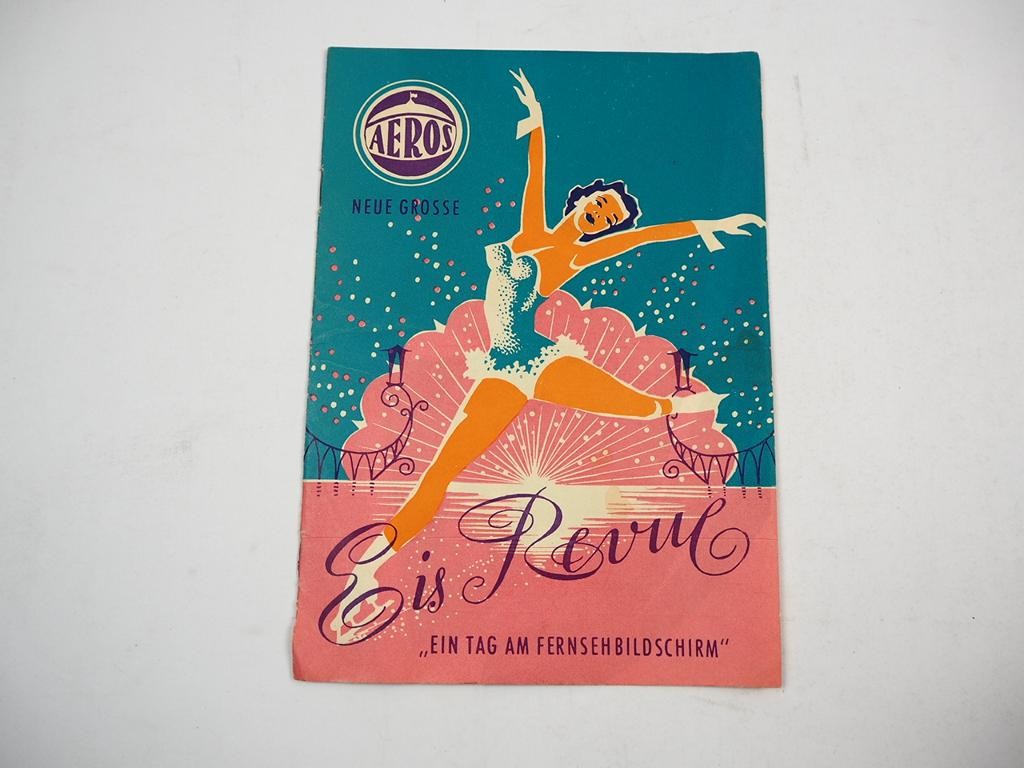 AEROS
NEUE GROSSE
Eis Revue
„EIN TAG AM FERNSEHBILDSCHIRM“